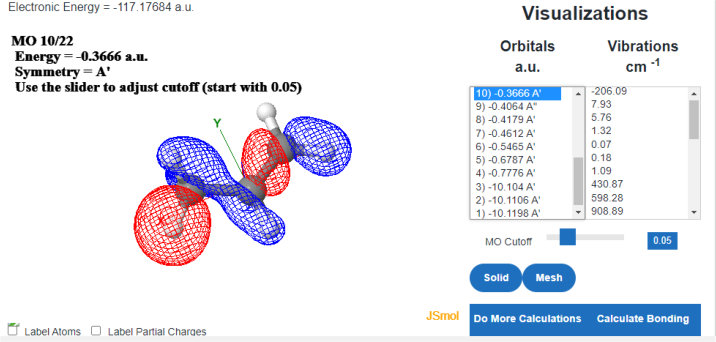 Electronic Energy = -117.17684 a.u.
MO 10/22
Energy = -0.3666 a.u.
Symmetry = A'
Use the slider to adjust cutoff (start with 0.05)
Y
X
JSmol
Label Atoms
Label Partial Charges
Visualizations
Orbitals
a.u.
10) -0.3666 A'
9) -0.4064 A"
8) -0.4179 A'
7) -0.4612 A'
6) -0.5465 A'
5) -0.6787 A'
4) -0.7776 A'
3) -10.104 A'
2) -10.1106 A'
1) -10.1198 A'
Vibrations
cm -1
-206.09
7.93
5.76
1.32
0.07
0.18
1.09
430.87
598.28
908.89
MO Cutoff
0.05
Solid
Mesh
Do More Calculations
Calculate Bonding